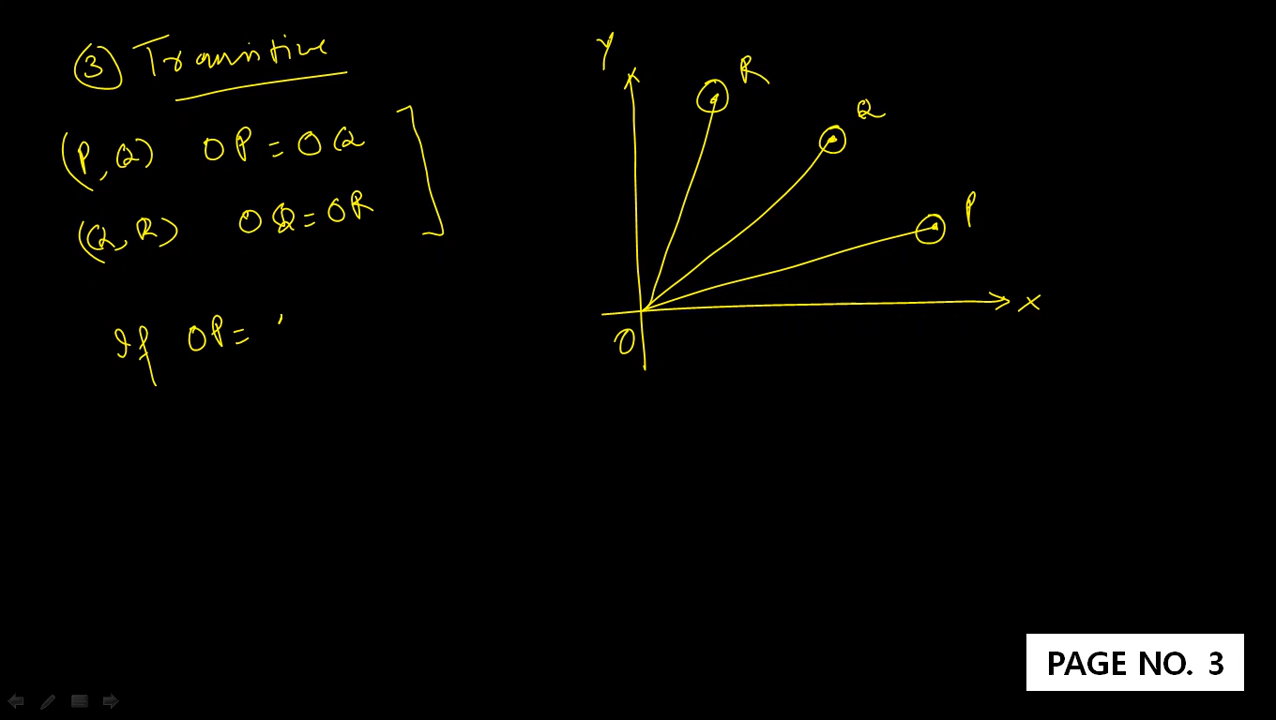 ③ Transitive
(P, Q) OP = OQ
(Q, R) OQ = OR
If OP =
Y
R
Q
P
X
O
PAGE NO. 3